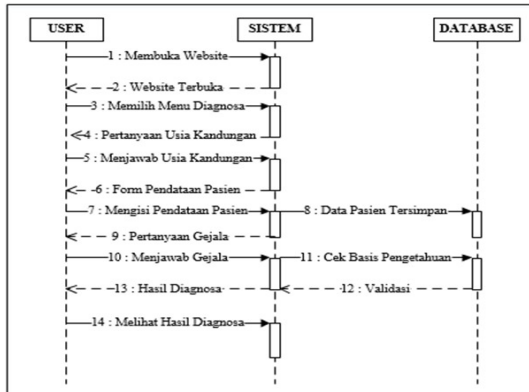 USER SISTEM DATABASE
1 : Membuka Website
2 : Website Terbuka
3 : Memilih Menu Diagnosa
4 : Pertanyaan Usia Kandungan
5 : Menjawab Usia Kandungan
6 : Form Pendataan Pasien
7 : Mengisi Pendataan Pasien 8 : Data Pasien Tersimpan
9 : Pertanyaan Gejala
10 : Menjawab Gejala 11 : Cek Basis Pengetahuan
13 : Hasil Diagnosa 12 : Validasi
14 : Melihat Hasil Diagnosa